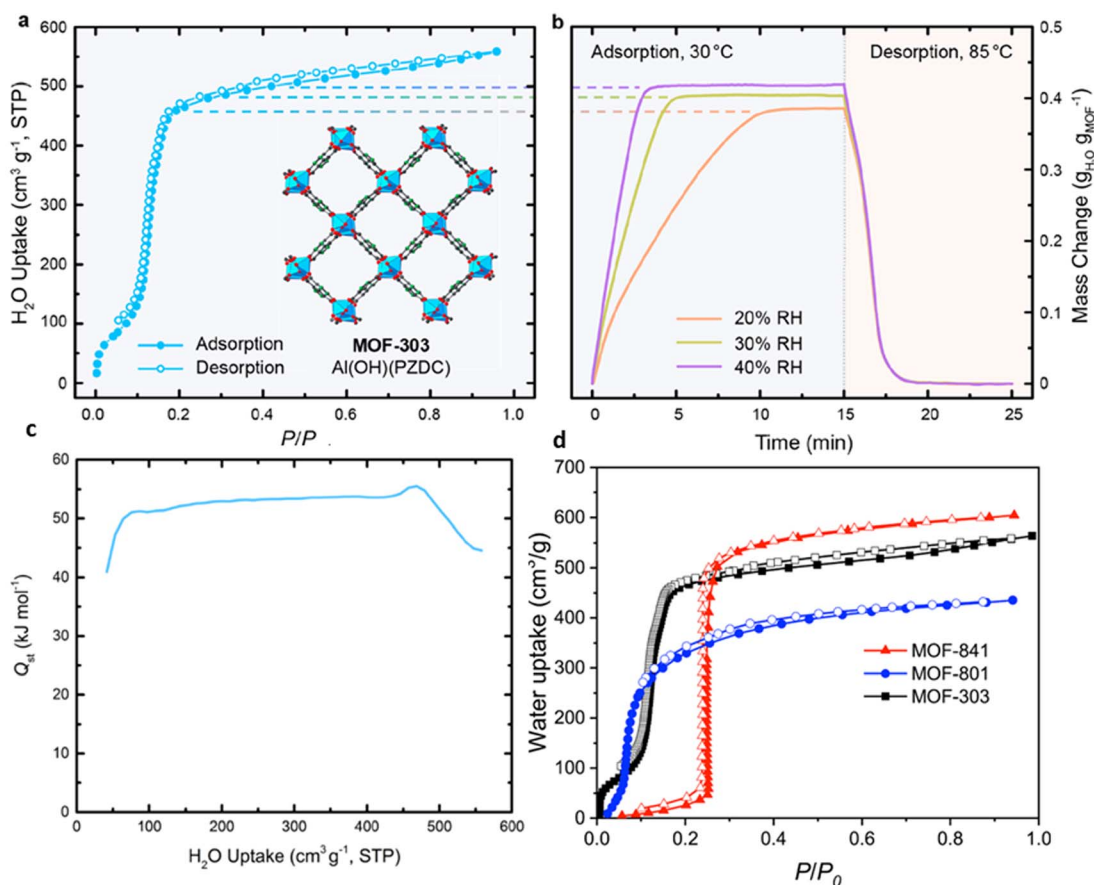 a
600
500
400
300
200
100
0
H₂O Uptake (cm³ g⁻¹, STP)
Adsorption
Desorption
MOF-303
Al(OH)(PZDC)
0.0 0.2 0.4 0.6 0.8 1.0
P/P
b
Adsorption, 30 °C
Desorption, 85 °C
0.5
0.4
0.3
0.2
0.1
0
Mass Change (g_H₂O g_MOF⁻¹)
20% RH
30% RH
40% RH
0 5 10 15 20 25
Time (min)
c
60
50
40
30
20
10
0
Qst (kJ mol⁻¹)
0 100 200 300 400 500 600
H₂O Uptake (cm³ g⁻¹, STP)
d
700
600
500
400
300
200
100
0
Water uptake (cm³/g)
MOF-841
MOF-801
MOF-303
0.0 0.2 0.4 0.6 0.8 1.0
P/P₀